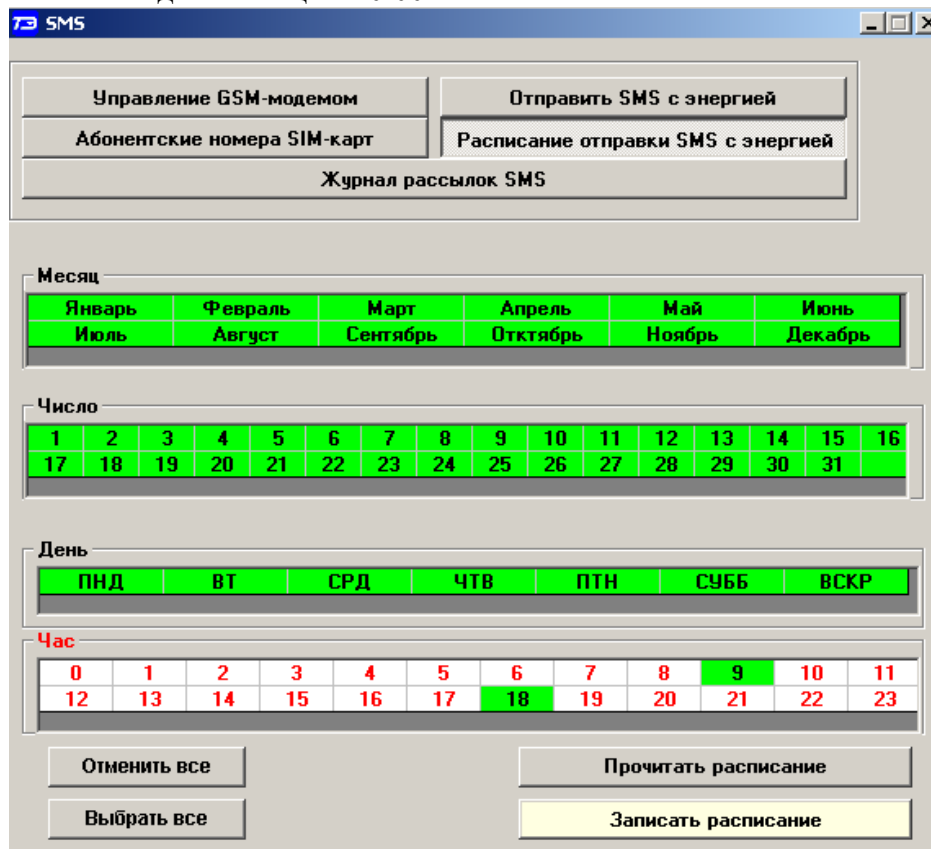 ТЭ SMS
Управление GSM-модемом Отправить SMS с энергией
Абонентские номера SIM-карт Расписание отправки SMS с энергией
Журнал рассылок SMS
Месяц
Январь Февраль Март Апрель Май Июнь
Июль Август Сентябрь Отктябрь Ноябрь Декабрь
Число
1 2 3 4 5 6 7 8 9 10 11 12 13 14 15 16
17 18 19 20 21 22 23 24 25 26 27 28 29 30 31
День
ПНД ВТ СРД ЧТВ ПТН СУББ ВСКР
Час
0 1 2 3 4 5 6 7 8 9 10 11
12 13 14 15 16 17 18 19 20 21 22 23
Отменить все Прочитать расписание
Выбрать все Записать расписание